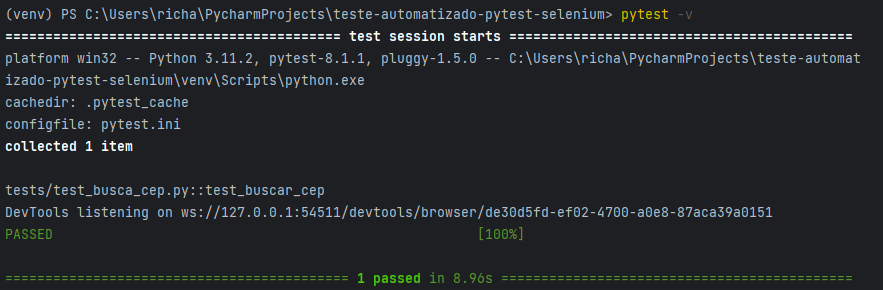 (venv) PS C:\Users\richa\PycharmProjects\teste-automatizado-pytest-selenium> pytest -v
========================================== test session starts ===========================================
platform win32 -- Python 3.11.2, pytest-8.1.1, pluggy-1.5.0 -- C:\Users\richa\PycharmProjects\teste-automat
izado-pytest-selenium\venv\Scripts\python.exe
cachedir: .pytest_cache
configfile: pytest.ini
collected 1 item
tests/test_busca_cep.py::test_buscar_cep
DevTools listening on ws://127.0.0.1:54511/devtools/browser/de30d5fd-ef02-4700-a0e8-87aca39a0151
PASSED [100%]
=========================================== 1 passed in 8.96s ============================================